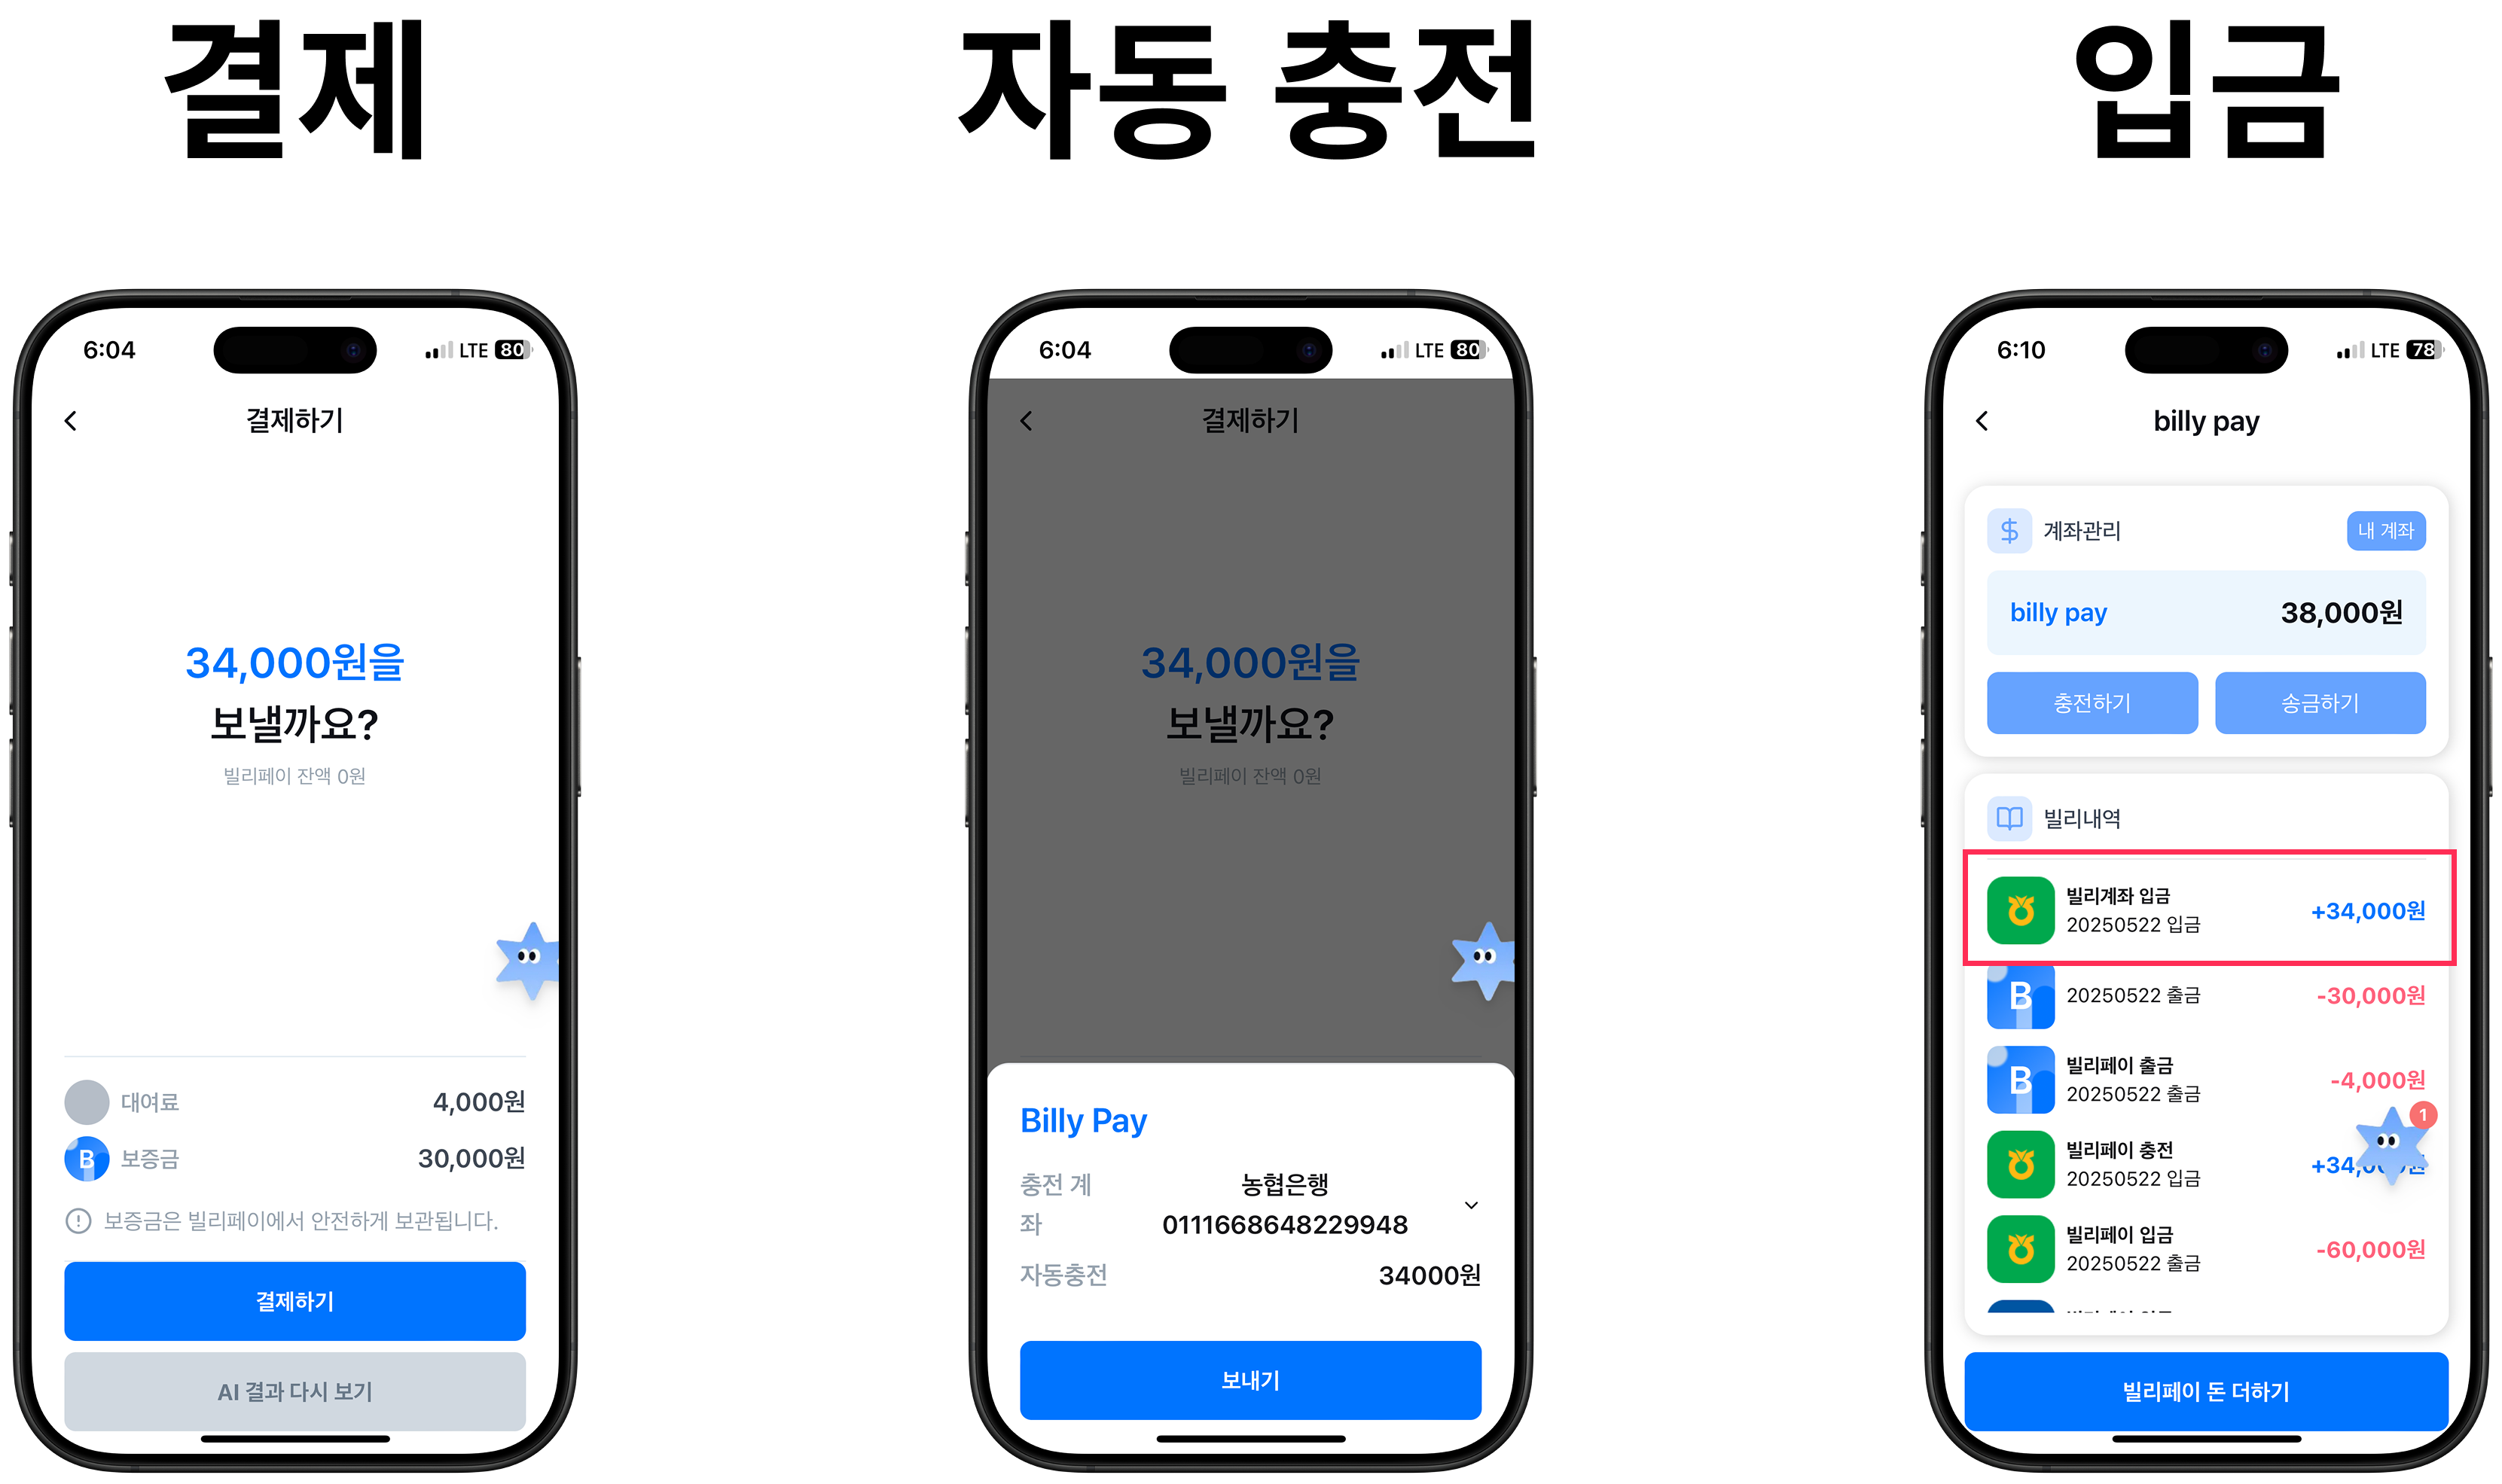 결제
자동 충전
입금
6:04
LTE 80
결제하기
34,000원을
보낼까요?
빌리페이 잔액 0원
대여료 4,000원
B 보증금 30,000원
보증금은 빌리페이에서 안전하게 보관됩니다.
결제하기
AI 결과 다시 보기
6:04
LTE 80
결제하기
34,000원을
보낼까요?
빌리페이 잔액 0원
Billy Pay
충전 계
좌
농협은행
0111668648229948
자동충전 34000원
보내기
6:10
LTE 78
billy pay
계좌관리 내 계좌
billy pay 38,000원
충전하기 송금하기
빌리내역
빌리계좌 입금
20250522 입금
+34,000원
B
20250522 출금
-30,000원
B
빌리페이 출금
20250522 출금
-4,000원
1
빌리페이 충전
20250522 입금
빌리페이 입금
20250522 출금
-60,000원
빌리페이 돈 더하기